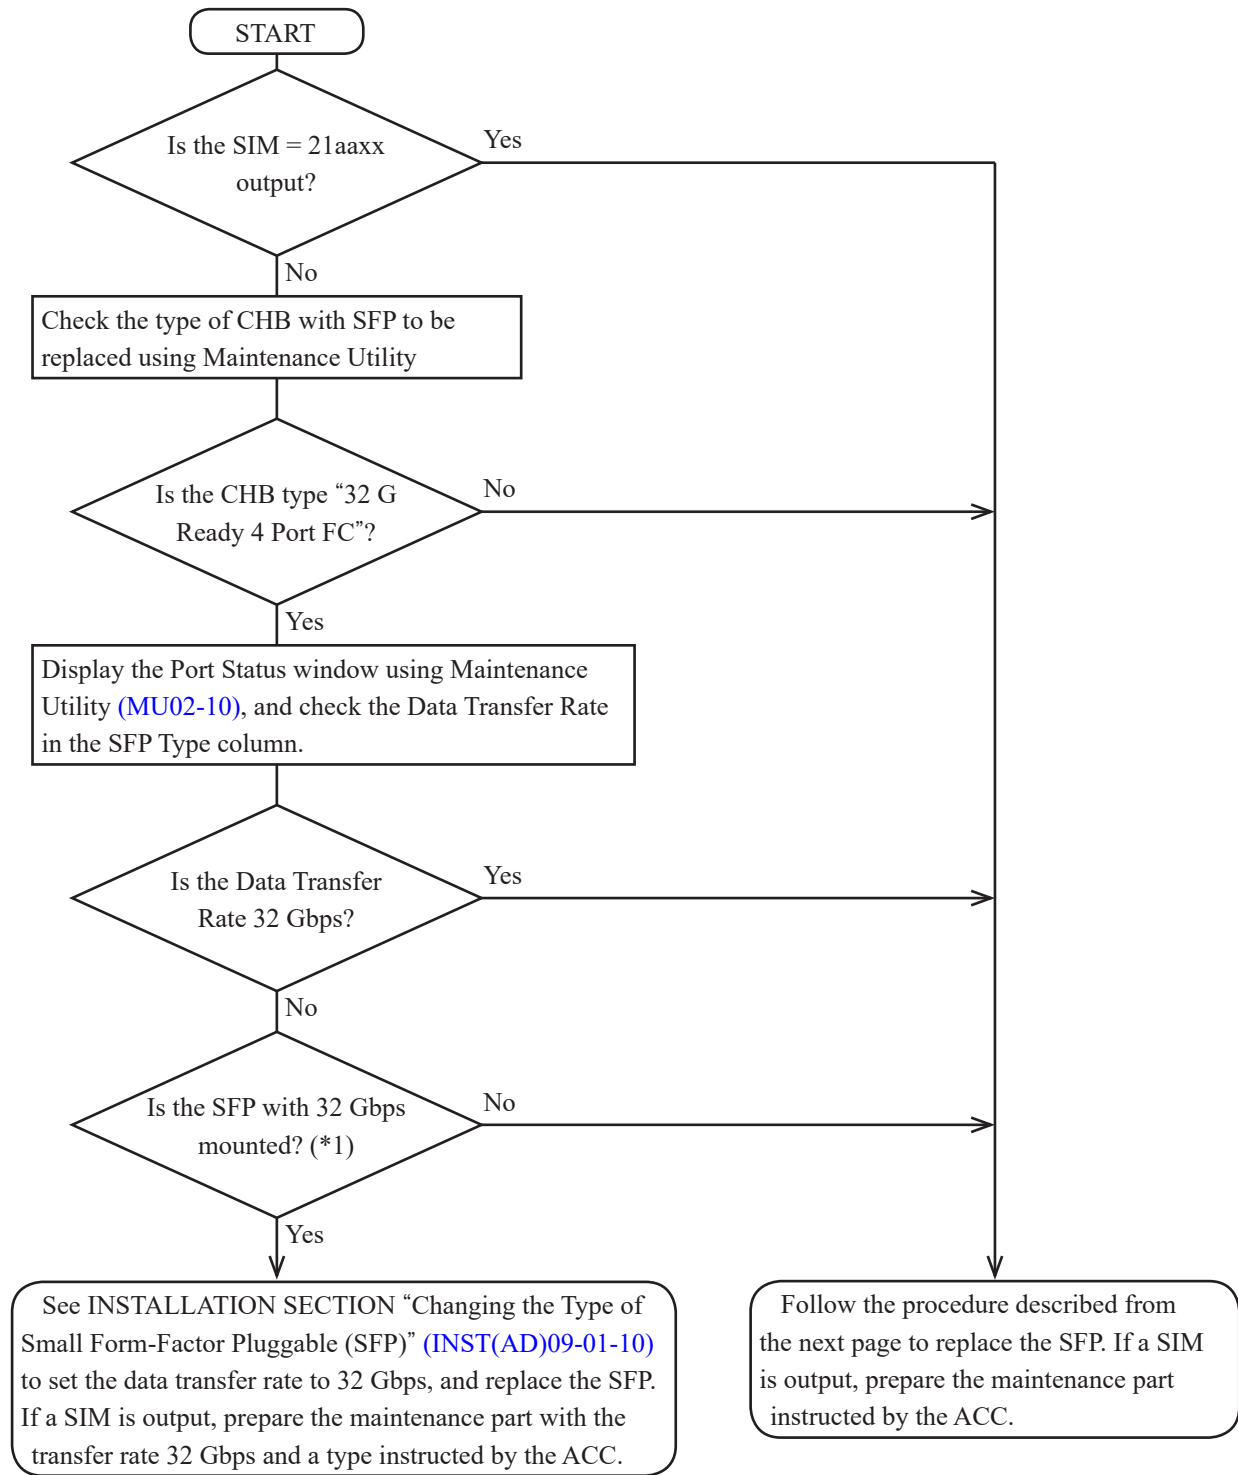 START
Is the SIM = 21aaxx
output?
Yes
No
Check the type of CHB with SFP to be
replaced using Maintenance Utility
Is the CHB type “32 G
Ready 4 Port FC”?
No
Yes
Display the Port Status window using Maintenance
Utility (MU02-10), and check the Data Transfer Rate
in the SFP Type column.
Is the Data Transfer
Rate 32 Gbps?
Yes
No
Is the SFP with 32 Gbps
mounted? (*1)
No
Yes
See INSTALLATION SECTION “Changing the Type of
Small Form-Factor Pluggable (SFP)” (INST(AD)09-01-10)
to set the data transfer rate to 32 Gbps, and replace the SFP.
If a SIM is output, prepare the maintenance part with the
transfer rate 32 Gbps and a type instructed by the ACC.
Follow the procedure described from
the next page to replace the SFP. If a SIM
is output, prepare the maintenance part
instructed by the ACC.